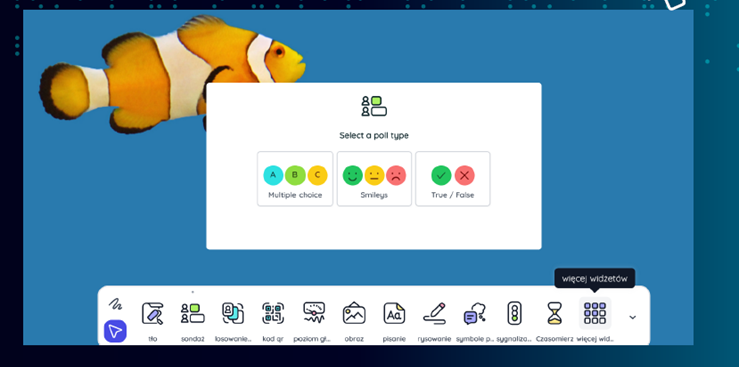 Select a poll type
A B C
Multiple choice
Smileys
True / False
więcej widżetów
tło sondaż losowanie... kod qr poziom gł... obraz pisanie rysowanie symbole p... sygnaliza... Czasomierz więcej wid...